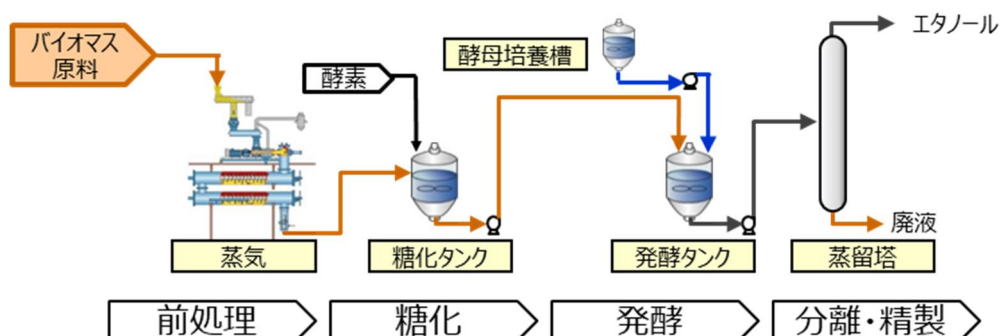 バイオマス
原料
酵素
酵母培養槽
エタノール
廃液
蒸気
糖化タンク
発酵タンク
蒸留塔
前処理
糖化
発酵
分離・精製